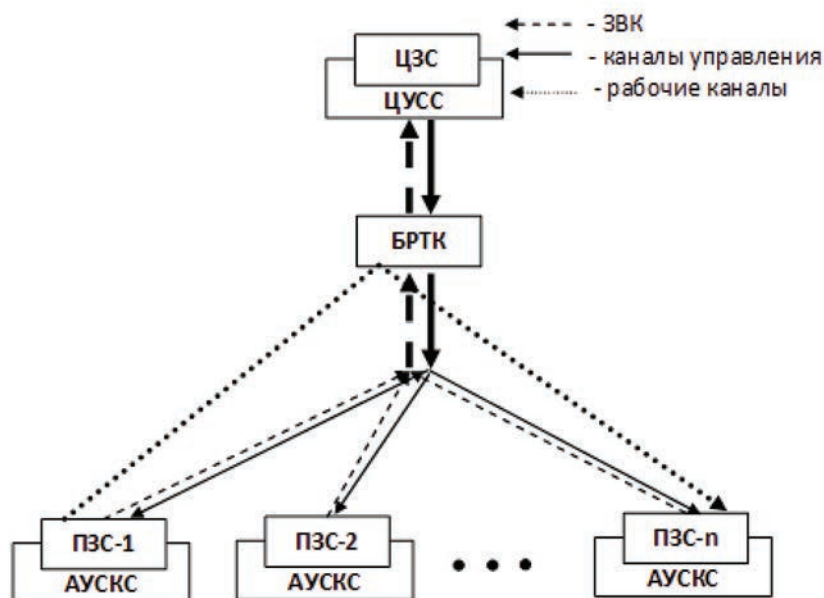 - ЗВК
- каналы управления
- рабочие каналы
ЦЗС
ЦУСС
БРТК
ПЗС-1
АУСКС
ПЗС-2
АУСКС
ПЗС-n
АУСКС